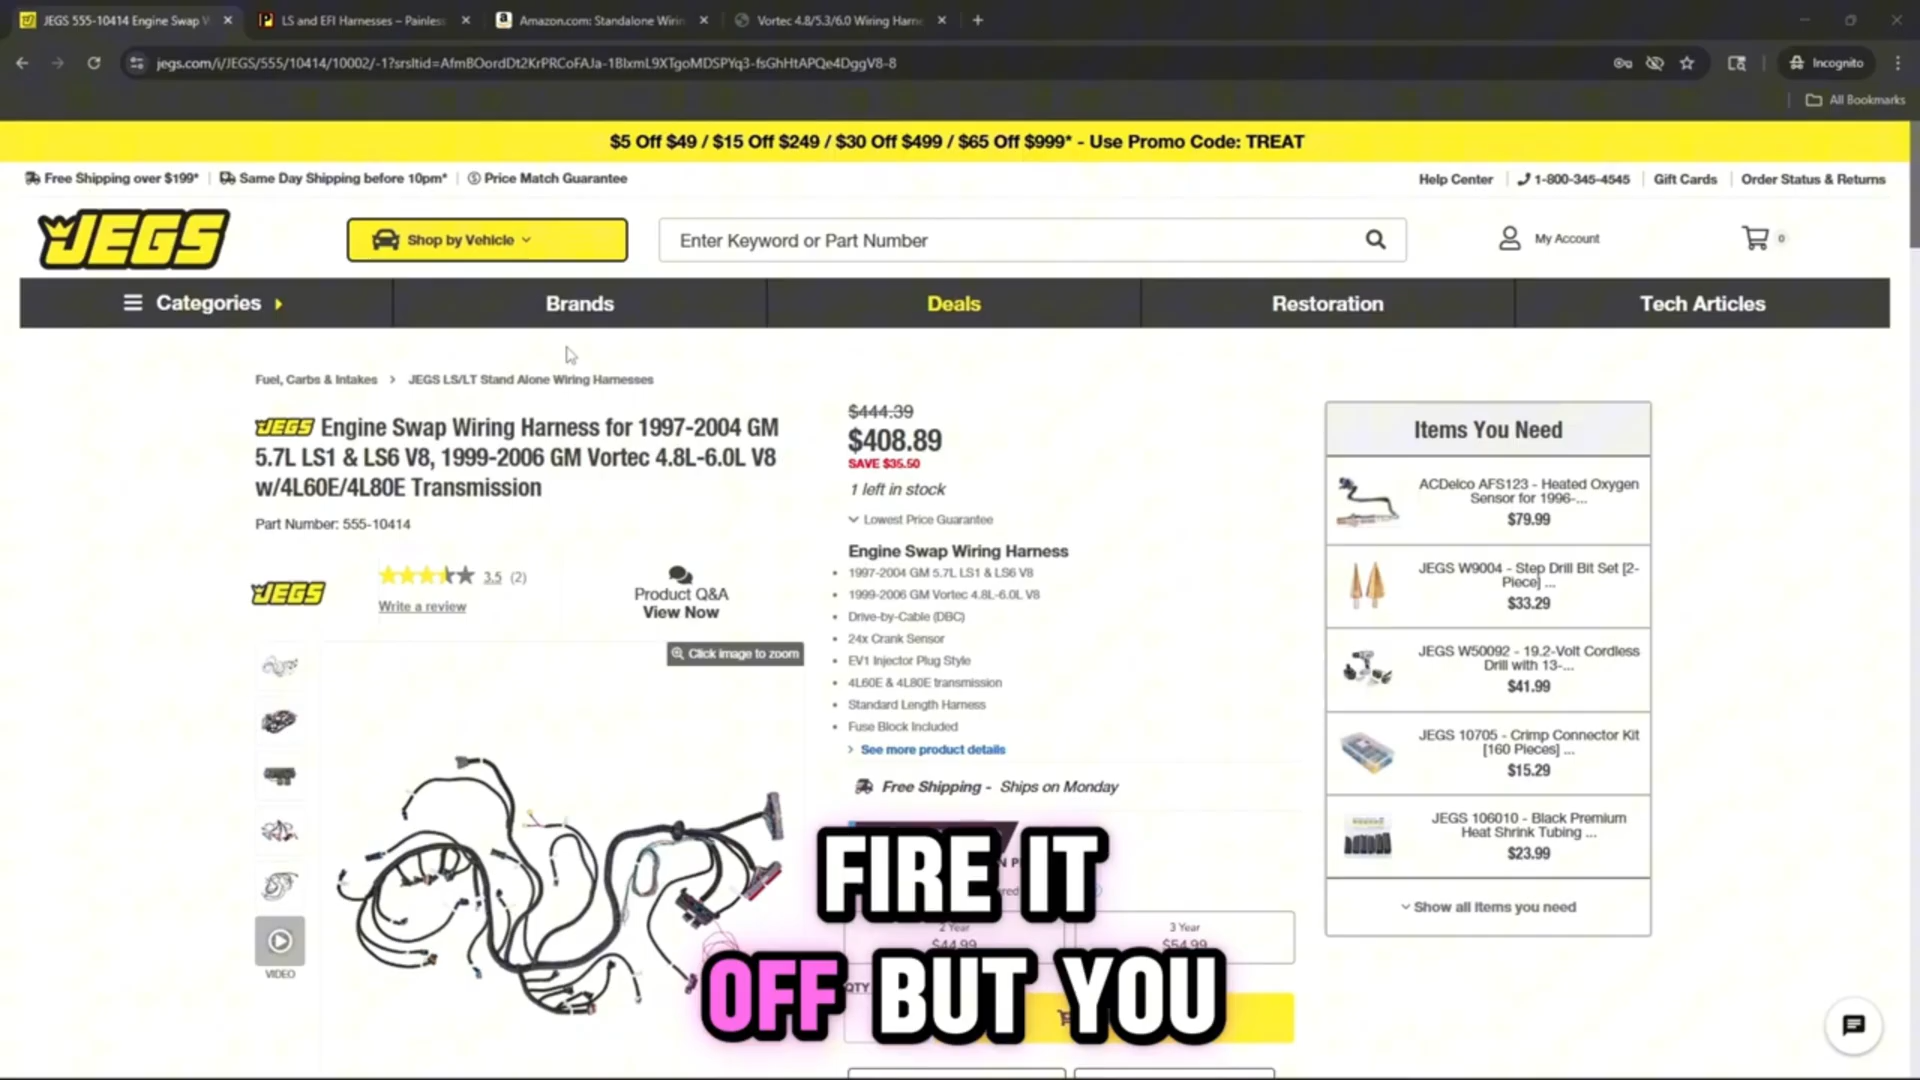 JEGS 555-10414 Engine Swap W
LS and EFI Harnesses – Painless
Amazon.com: Standalone Wirin
Vortec 4.8/5.3/6.0 Wiring Harne
jegs.com/i/JEGS/555/10414/10002/-1?srsltid=AfmBOordDt2KrPRCoFAJa-1BlxmL9XTgoMDSPYq3-fsGhHtAPQe4DggV8-8
Incognito
All Bookmarks
$5 Off $49 / $15 Off $249 / $30 Off $499 / $65 Off $999* - Use Promo Code: TREAT
Free Shipping over $199* | Same Day Shipping before 10pm* | Price Match Guarantee
Help Center | 1-800-345-4545 | Gift Cards | Order Status & Returns
JEGS
Shop by Vehicle
Enter Keyword or Part Number
My Account
0
Categories
Brands
Deals
Restoration
Tech Articles
Fuel, Carbs & Intakes > JEGS LS/LT Stand Alone Wiring Harnesses
JEGS Engine Swap Wiring Harness for 1997-2004 GM
5.7L LS1 & LS6 V8, 1999-2006 GM Vortec 4.8L-6.0L V8
w/4L60E/4L80E Transmission
Part Number: 555-10414
JEGS
3.5 (2)
Write a review
Product Q&A
View Now
Click image to zoom
VIDEO
$444.39
$408.89
SAVE $35.50
1 left in stock
Lowest Price Guarantee
Engine Swap Wiring Harness
• 1997-2004 GM 5.7L LS1 & LS6 V8
• 1999-2006 GM Vortec 4.8L-6.0L V8
• Drive-by-Cable (DBC)
• 24x Crank Sensor
• EV1 Injector Plug Style
• 4L60E & 4L80E transmission
• Standard Length Harness
• Fuse Block Included
See more product details
Free Shipping - Ships on Monday
2 Year
$44.99
3 Year
$54.99
QTY
Items You Need
ACDelco AFS123 - Heated Oxygen
Sensor for 1996-...
$79.99
JEGS W9004 - Step Drill Bit Set [2-
Piece] ...
$33.29
JEGS W50092 - 19.2-Volt Cordless
Drill with 13-...
$41.99
JEGS 10705 - Crimp Connector Kit
[160 Pieces] ...
$15.29
JEGS 106010 - Black Premium
Heat Shrink Tubing ...
$23.99
Show all items you need
FIRE IT
OFF BUT YOU